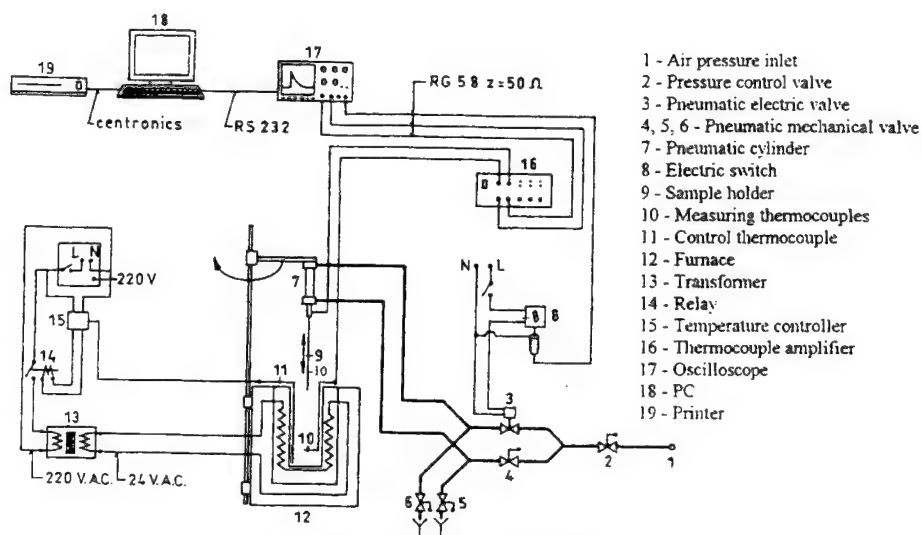 18
17
19
RG 58 z = 50 Ω
centronics
RS 232
16
L N
220 V
15
14
13
220 V.A.C.
24 V.A.C.
7
9
10
11
10
12
N L
8
8
3
4
2
1
6
5
1 - Air pressure inlet
2 - Pressure control valve
3 - Pneumatic electric valve
4, 5, 6 - Pneumatic mechanical valve
7 - Pneumatic cylinder
8 - Electric switch
9 - Sample holder
10 - Measuring thermocouples
11 - Control thermocouple
12 - Furnace
13 - Transformer
14 - Relay
15 - Temperature controller
16 - Thermocouple amplifier
17 - Oscilloscope
18 - PC
19 - Printer